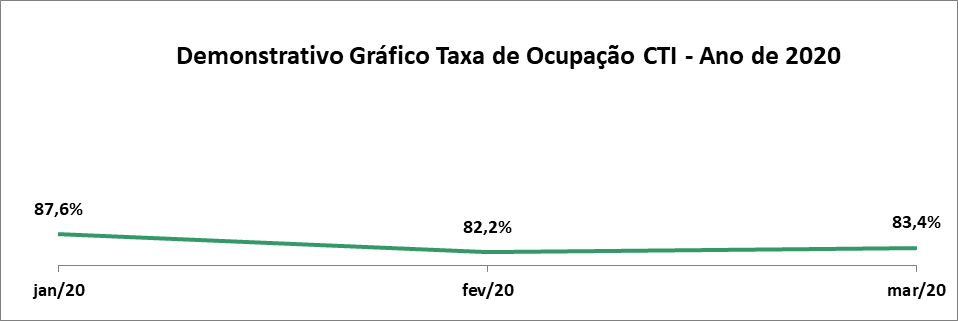 Demonstrativo Gráfico Taxa de Ocupação CTI - Ano de 2020
87,6%
82,2%
83,4%
jan/20
fev/20
mar/20